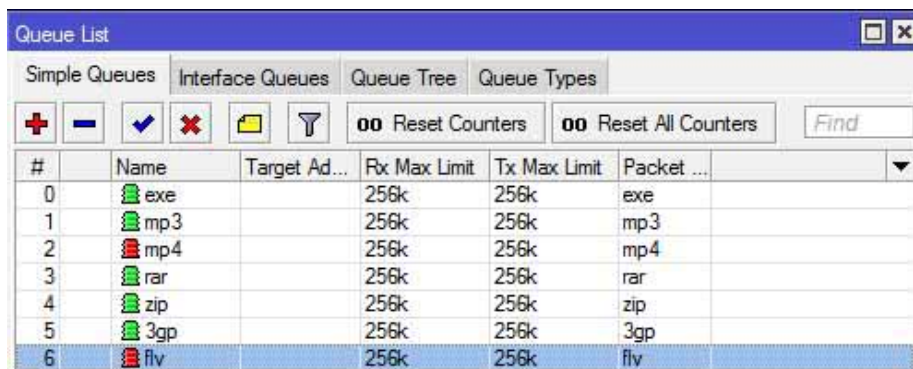 Queue List
Simple Queues Interface Queues Queue Tree Queue Types
00 Reset Counters 00 Reset All Counters Find
# Name Target Ad... Rx Max Limit Tx Max Limit Packet ...
0 exe 256k 256k exe
1 mp3 256k 256k mp3
2 mp4 256k 256k mp4
3 rar 256k 256k rar
4 zip 256k 256k zip
5 3gp 256k 256k 3gp
6 flv 256k 256k flv